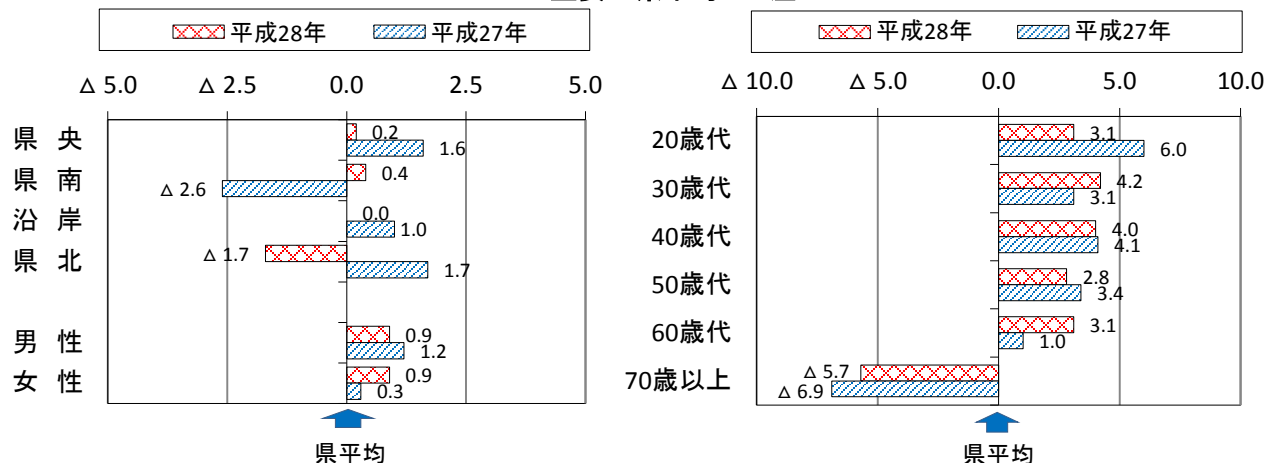 平成28年 平成27年
△ 5.0 △ 2.5 0.0 2.5 5.0
県 央 0.2
1.6
県 南 0.4
△ 2.6
沿 岸 0.0
1.0
県 北 △ 1.7
1.7
男 性 0.9
1.2
女 性 0.9
0.3
県平均
平成28年 平成27年
△ 10.0 △ 5.0 0.0 5.0 10.0
20歳代 3.1
6.0
30歳代 4.2
3.1
40歳代 4.0
4.1
50歳代 2.8
3.4
60歳代 3.1
1.0
70歳以上 △ 5.7
△ 6.9
県平均